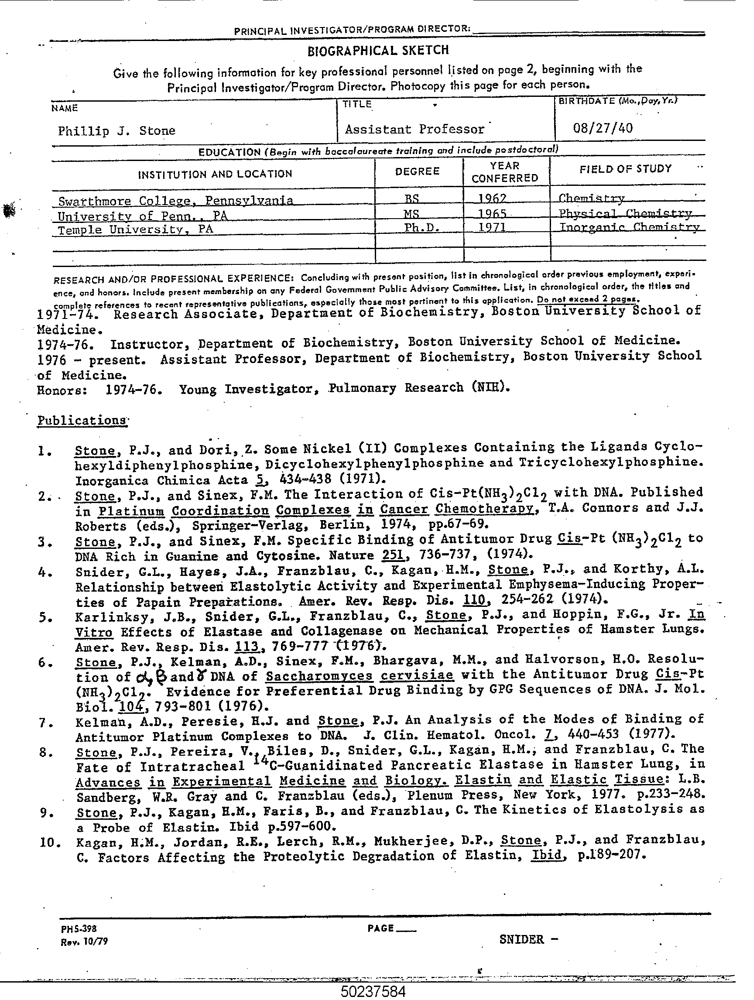 PRINCIPAL INVESTIGATOR/PROGRAM DIRECTOR:
BIOGRAPHICAL SKETCH
Give the following information for key professional personnel listed on page 2, beginning with the
Principal Investigator/Program Director. Photocopy this page for each person.
NAME TITLE BIRTHDATE (Mo., Day, Yr.)
Phillip J. Stone Assistant Professor 08/27/40
EDUCATION (Begin with baccalaureate training and include postdoctoral)
INSTITUTION AND LOCATION DEGREE YEAR CONFERRED FIELD OF STUDY
Swarthmore College, Pennsylvania BS 1962 Chemistry
University of Penn., PA MS 1965 Physical Chemistry
Temple University, PA Ph.D. 1971 Inorganic Chemistry
RESEARCH AND/OR PROFESSIONAL EXPERIENCE: Concluding with present position, list in chronological order previous employment, experi-
ence, and honors. Include present membership on any Federal Government Public Advisory Committee. List, in chronological order, the titles and
complete references to recent representative publications, especially those most pertinent to this application. Do not exceed 2 pages.
1971-74. Research Associate, Department of Biochemistry, Boston University School of
Medicine.
1974-76. Instructor, Department of Biochemistry, Boston University School of Medicine.
1976 - present. Assistant Professor, Department of Biochemistry, Boston University School
of Medicine.
Honors: 1974-76. Young Investigator, Pulmonary Research (NIH).
Publications
1. Stone, P.J., and Dori, Z. Some Nickel (II) Complexes Containing the Ligands Cyclo-
hexyldiphenylphosphine, Dicyclohexylphenylphosphine and Tricyclohexylphosphine.
Inorganica Chimica Acta 5, 434-438 (1971).
2. Stone, P.J., and Sinex, F.M. The Interaction of Cis-Pt(NH3)2Cl2 with DNA. Published
in Platinum Coordination Complexes in Cancer Chemotherapy, T.A. Connors and J.J.
Roberts (eds.), Springer-Verlag, Berlin, 1974, pp.67-69.
3. Stone, P.J., and Sinex, F.M. Specific Binding of Antitumor Drug Cis-Pt (NH3)2Cl2 to
DNA Rich in Guanine and Cytosine. Nature 251, 736-737, (1974).
4. Snider, G.L., Hayes, J.A., Franzblau, C., Kagan, H.M., Stone, P.J., and Korthy, A.L.
Relationship between Elastolytic Activity and Experimental Emphysema-Inducing Proper-
ties of Papain Preparations. Amer. Rev. Resp. Dis. 110, 254-262 (1974).
5. Karlinksy, J.B., Snider, G.L., Franzblau, C., Stone, P.J., and Hoppin, F.G., Jr. In
Vitro Effects of Elastase and Collagenase on Mechanical Properties of Hamster Lungs.
Amer. Rev. Resp. Dis. 113, 769-777 (1976).
6. Stone, P.J., Kelman, A.D., Sinex, F.M., Bhargava, M.M., and Halvorson, H.O. Resolu-
tion of α, β and γ DNA of Saccharomyces cervisiae with the Antitumor Drug Cis-Pt
(NH3)2Cl2. Evidence for Preferential Drug Binding by GPG Sequences of DNA. J. Mol.
Biol. 104, 793-801 (1976).
7. Kelman, A.D., Peresie, H.J. and Stone, P.J. An Analysis of the Modes of Binding of
Antitumor Platinum Complexes to DNA. J. Clin. Hematol. Oncol. 7, 440-453 (1977).
8. Stone, P.J., Pereira, V., Biles, D., Snider, G.L., Kagan, H.M., and Franzblau, C. The
Fate of Intratracheal 14C-Guanidinated Pancreatic Elastase in Hamster Lung, in
Advances in Experimental Medicine and Biology. Elastin and Elastic Tissue: L.B.
Sandberg, W.R. Gray and C. Franzblau (eds.), Plenum Press, New York, 1977. p.233-248.
9. Stone, P.J., Kagan, H.M., Faris, B., and Franzblau, C. The Kinetics of Elastolysis as
a Probe of Elastin. Ibid p.597-600.
10. Kagan, H.M., Jordan, R.E., Lerch, R.M., Mukherjee, D.P., Stone, P.J., and Franzblau,
C. Factors Affecting the Proteolytic Degradation of Elastin, Ibid, p.189-207.
PHS-398 PAGE
Rev. 10/79 SNIDER -
50237584